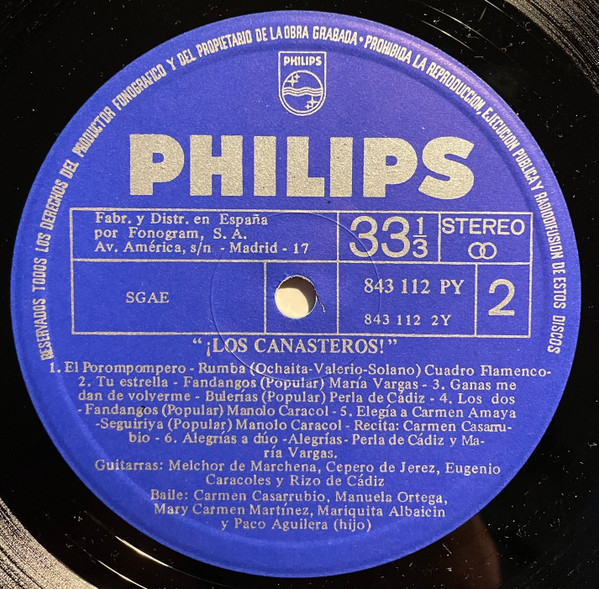 RESERVADOS TODOS LOS DERECHOS DEL PRODUCTOR FONOGRAFICO Y DEL PROPIETARIO DE LA OBRA GRABADA · PROHIBIDA LA REPRODUCCION, EJECUCION PUBLICA Y RADIODIFUSION DE ESTOS DISCOS
PHILIPS
PHILIPS
Fabr. y Distr. en España
por Fonogram, S. A.
Av. América, s/n - Madrid - 17
33 1/3
STEREO
SGAE
843 112 PY
843 112 2Y
2
“¡LOS CANASTEROS!”
1. El Porompompero - Rumba (Ochaita-Valerio-Solano) Cuadro Flamenco-
2. Tu estrella - Fandangos (Popular) María Vargas - 3. Ganas me
dan de volverme - Bulerías (Popular) Perla de Cádiz - 4. Los dos
-Fandangos (Popular) Manolo Caracol - 5. Elegía a Carmen Amaya
-Seguiriya (Popular) Manolo Caracol - Recita: Carmen Casarru-
bio - 6. Alegrías a dúo -Alegrías- Perla de Cádiz y Ma-
ría Vargas.
Guitarras: Melchor de Marchena, Cepero de Jerez, Eugenio
Caracoles y Rizo de Cádiz
Baile: Carmen Casarrubio, Manuela Ortega,
Mary Carmen Martínez, Mariquita Albaicin
y Paco Aguilera (hijo)